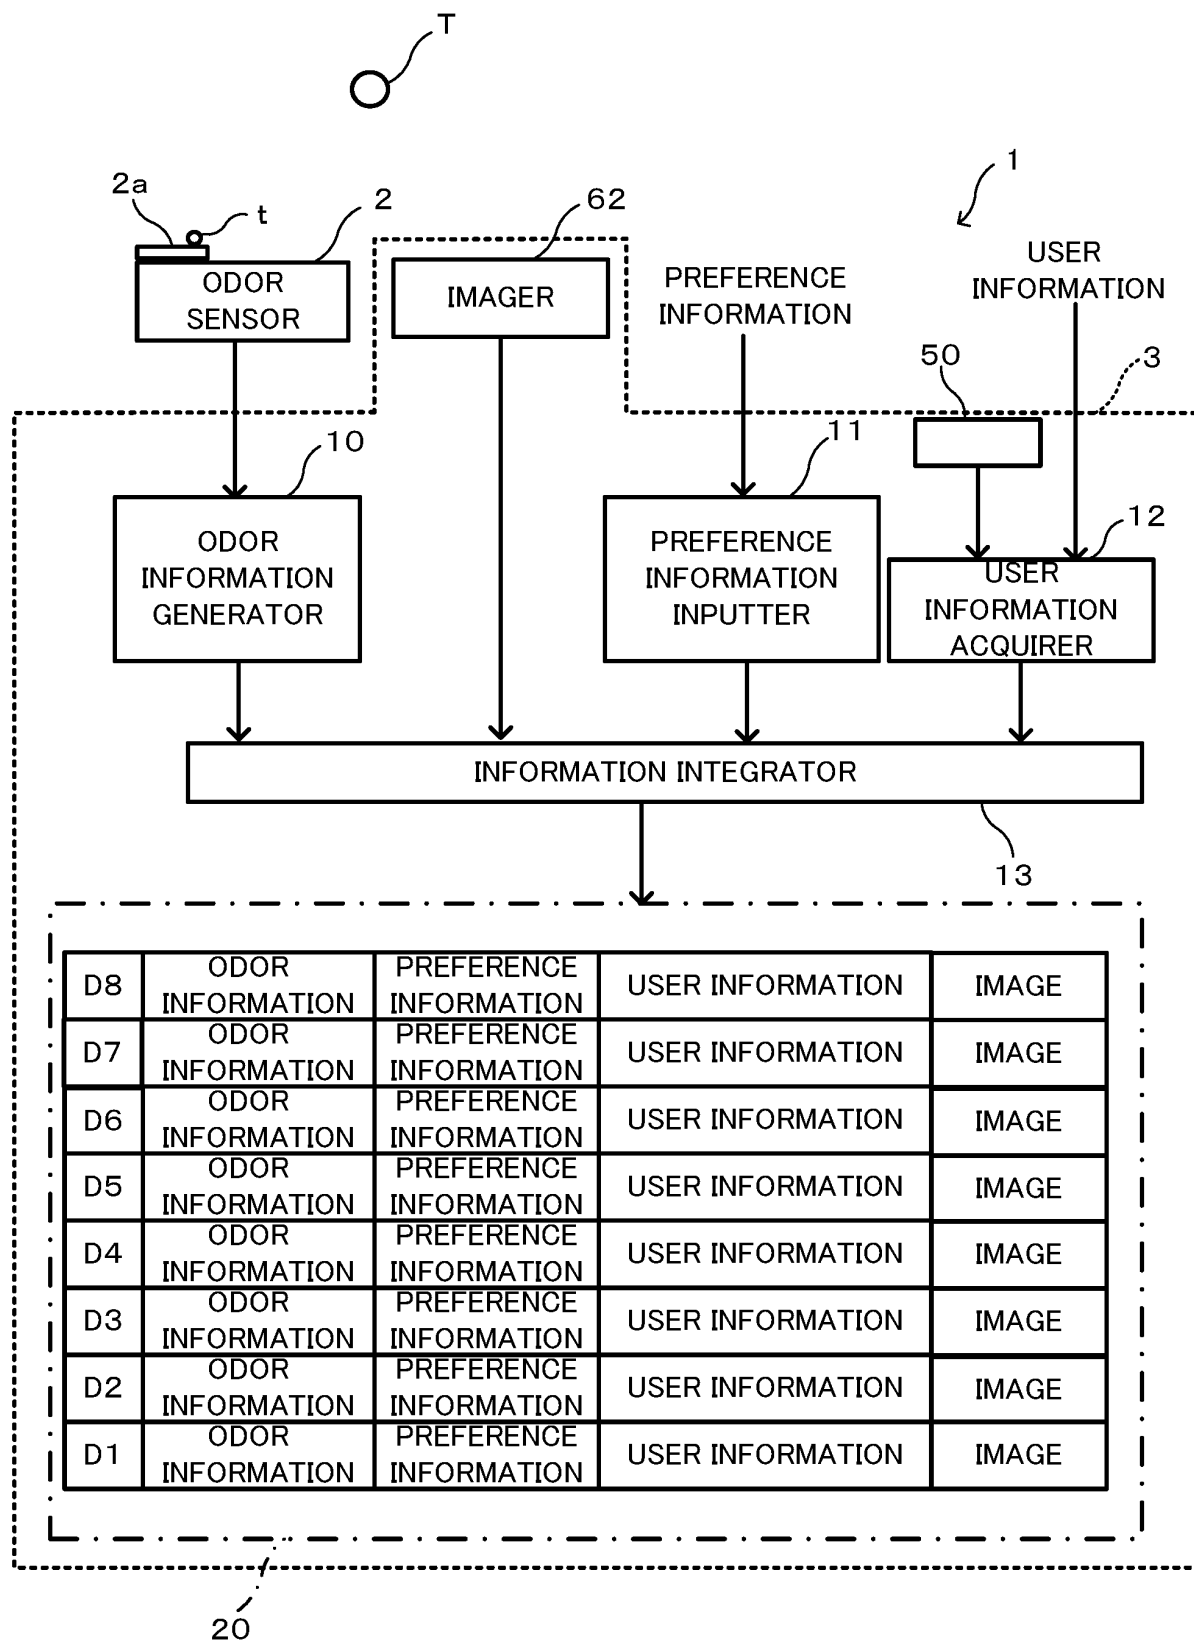 T
1
2a
t
2
62
ODOR
SENSOR
IMAGER
PREFERENCE
INFORMATION
USER
INFORMATION
50
3
10
11
12
ODOR
INFORMATION
GENERATOR
PREFERENCE
INFORMATION
INPUTTER
USER
INFORMATION
ACQUIRER
INFORMATION INTEGRATOR
13
D8
ODOR
INFORMATION
PREFERENCE
INFORMATION
USER INFORMATION
IMAGE
D7
ODOR
INFORMATION
PREFERENCE
INFORMATION
USER INFORMATION
IMAGE
D6
ODOR
INFORMATION
PREFERENCE
INFORMATION
USER INFORMATION
IMAGE
D5
ODOR
INFORMATION
PREFERENCE
INFORMATION
USER INFORMATION
IMAGE
D4
ODOR
INFORMATION
PREFERENCE
INFORMATION
USER INFORMATION
IMAGE
D3
ODOR
INFORMATION
PREFERENCE
INFORMATION
USER INFORMATION
IMAGE
D2
ODOR
INFORMATION
PREFERENCE
INFORMATION
USER INFORMATION
IMAGE
D1
ODOR
INFORMATION
PREFERENCE
INFORMATION
USER INFORMATION
IMAGE
20